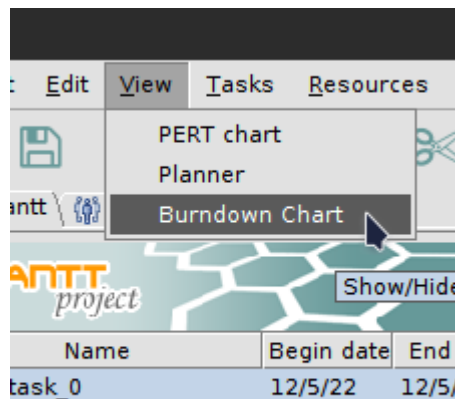 Edit View Tasks Resources
PERT chart
Planner
antt Burndown Chart
ANTT
project
Show/Hide
Name Begin date End
task_0 12/5/22 12/5/